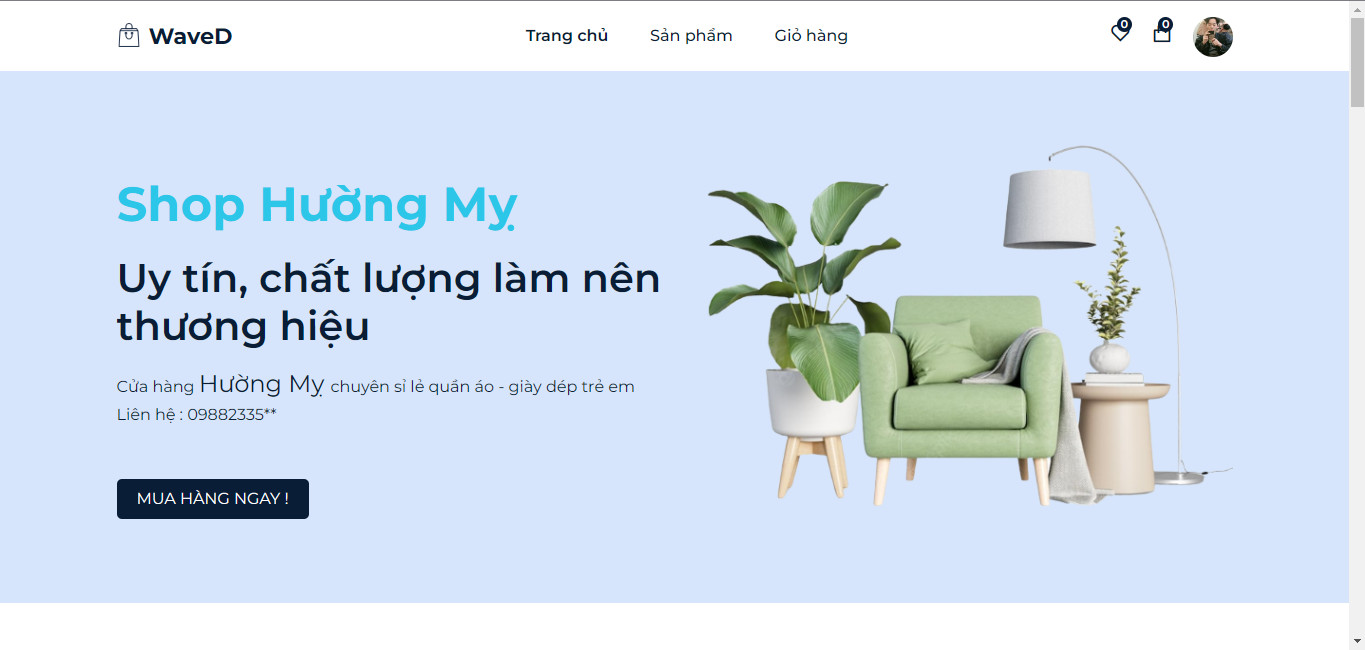 WaveD
Trang chủ
Sản phẩm
Giỏ hàng
0
0
Shop Hường Mỵ
Uy tín, chất lượng làm nên
thương hiệu
Cửa hàng Hường Mỵ chuyên sỉ lẻ quần áo - giày dép trẻ em
Liên hệ : 09882335**
MUA HÀNG NGAY !